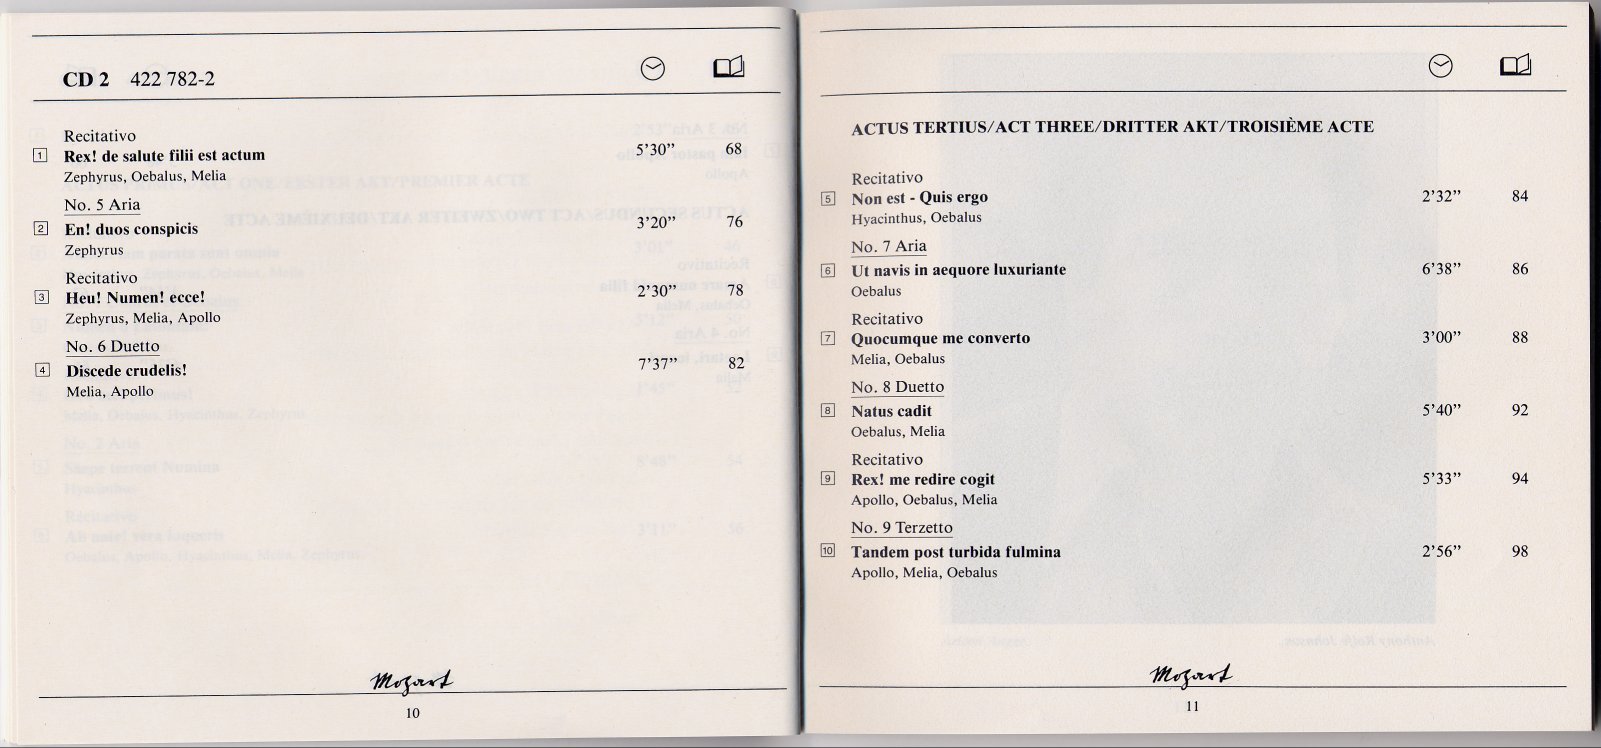 CD 2 422 782-2
Recitativo
1 Rex! de salute filii est actum 5’30” 68
Zephyrus, Oebalus, Melia
No. 5 Aria
2 En! duos conspicis 3’20” 76
Zephyrus
Recitativo
3 Heu! Numen! ecce! 2’30” 78
Zephyrus, Melia, Apollo
No. 6 Duetto
4 Discede crudelis! 7’37” 82
Melia, Apollo
Mozart
10
ACTUS TERTIUS/ACT THREE/DRITTER AKT/TROISIÈME ACTE
Recitativo
5 Non est - Quis ergo 2’32” 84
Hyacinthus, Oebalus
No. 7 Aria
6 Ut navis in aequore luxuriante 6’38” 86
Oebalus
Recitativo
7 Quocumque me converto 3’00” 88
Melia, Oebalus
No. 8 Duetto
8 Natus cadit 5’40” 92
Oebalus, Melia
Recitativo
9 Rex! me redire cogit 5’33” 94
Apollo, Oebalus, Melia
No. 9 Terzetto
10 Tandem post turbida fulmina 2’56” 98
Apollo, Melia, Oebalus
Mozart
11